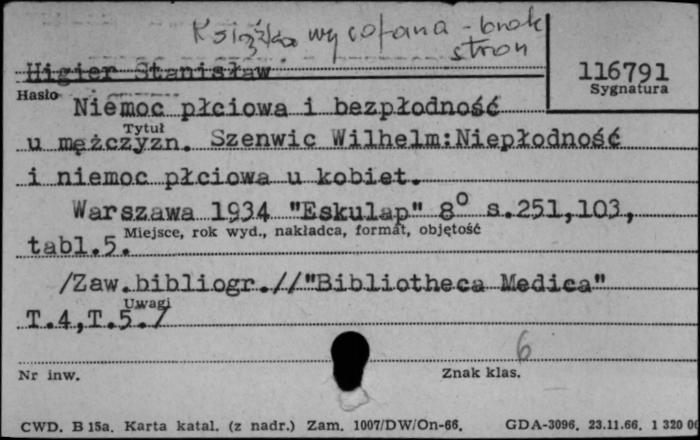 Książka wycofana - brak
stron
Higier Stanisław
116791
Sygnatura
Hasło
Niemoc płciowa i bezpłodność
Tytuł
u mężczyzn. Szenwic Wilhelm:Niepłodność
i niemoc płciowa u kobiet.
Warszawa 1934 "Eskulap" 8° s.251,103,
Miejsce, rok wyd., nakładca, format, objętość
tabl.5.
/Zaw.bibliogr.//"Bibliotheca Medica"
Uwagi
T.4,T.5./
6
Nr inw.
Znak klas.
CWD. B 15a. Karta katal. (z nadr.) Zam. 1007/DW/On-66. GDA-3096. 23.11.66. 1 320 0